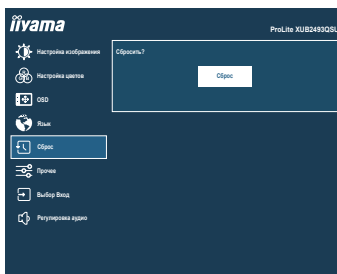 iiyama
ProLite XUB2493QSU
Настройка изображения
Сбросить?
Настройка цветов
Сброс
OSD
Язык
Сброс
Прочее
Выбор Вход
Регулировка аудио